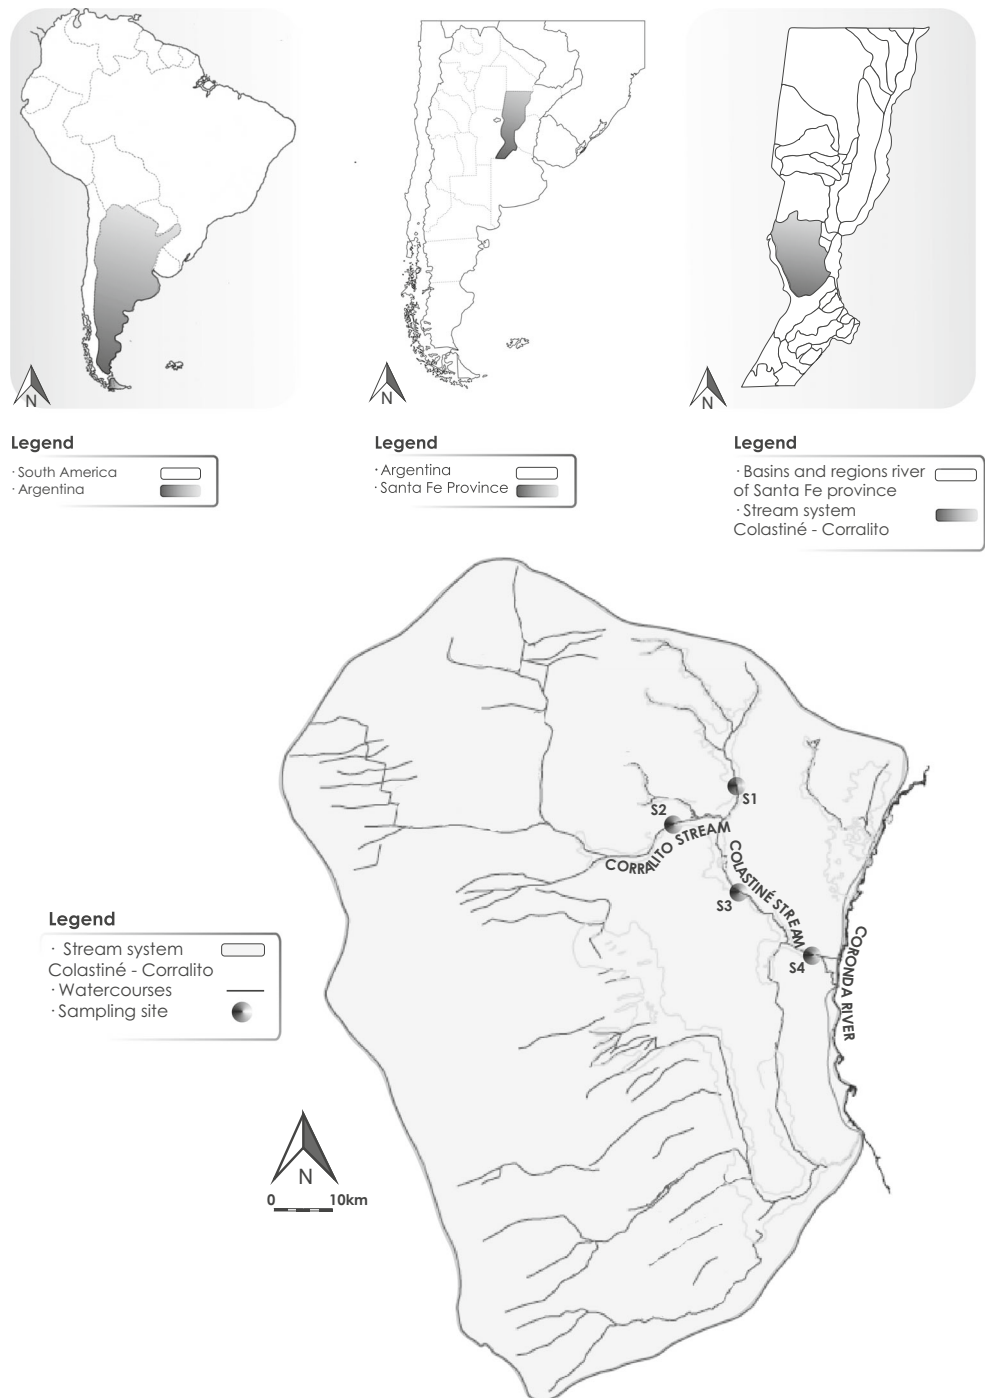 N
N
N
Legend
· South America
· Argentina
Legend
· Argentina
· Santa Fe Province
Legend
· Basins and regions river
of Santa Fe province
· Stream system
Colastiné - Corralito
S1
S2
CORRALITO STREAM
COLASTINÉ STREAM
S3
S4
CORONDA RIVER
Legend
· Stream system
Colastiné - Corralito
· Watercourses
· Sampling site
N
0 10km